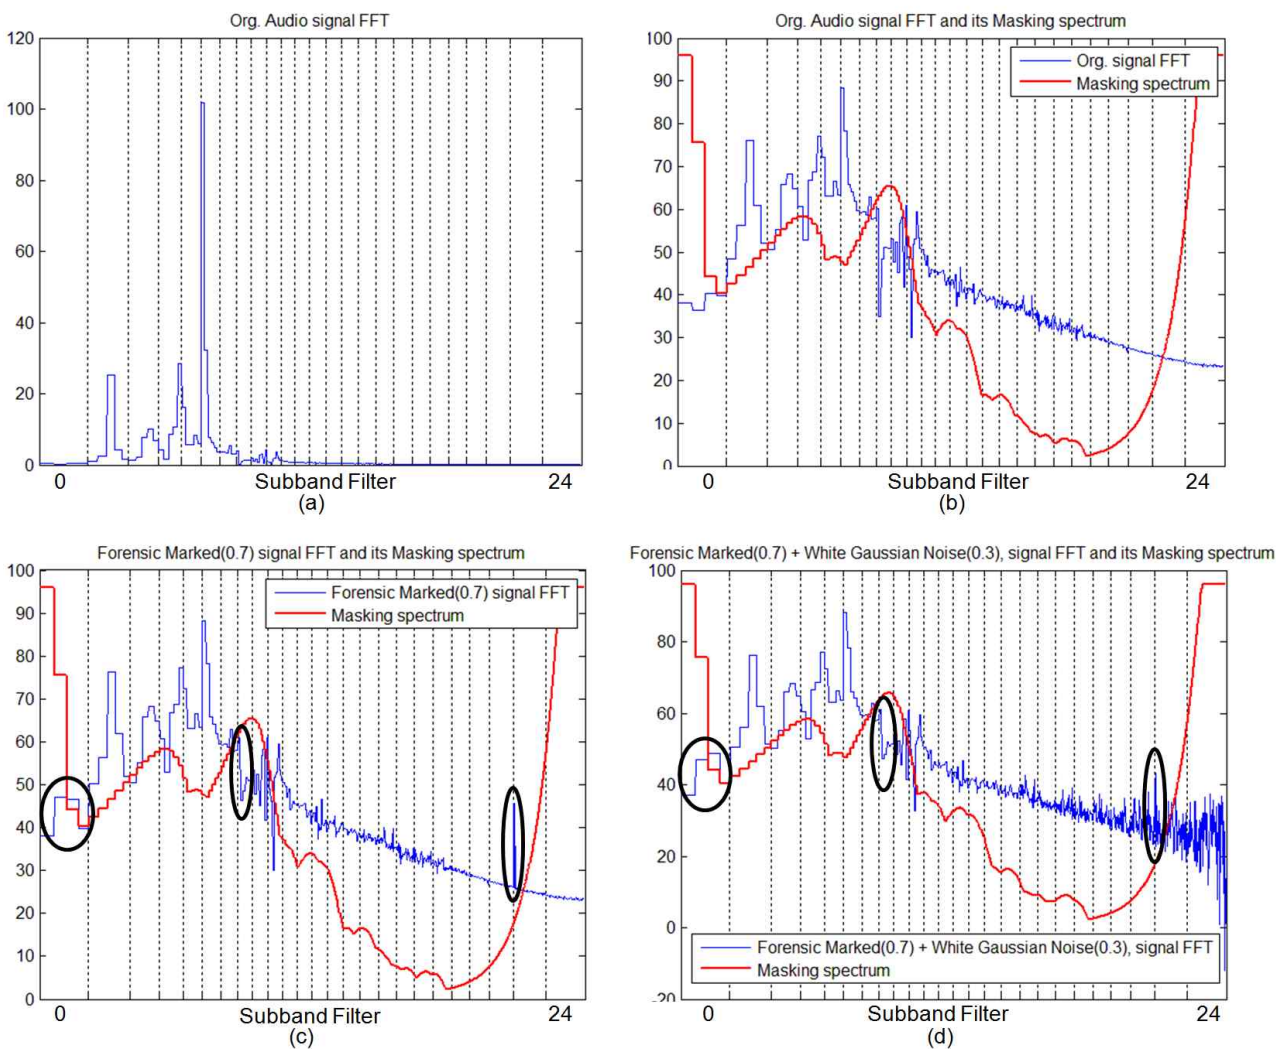 Org. Audio signal FFT
120
100
80
60
40
20
0
0 Subband Filter 24
(a)
Org. Audio signal FFT and its Masking spectrum
100
90
80
70
60
50
40
30
20
10
0
Org. signal FFT
Masking spectrum
0 Subband Filter 24
(b)
Forensic Marked(0.7) signal FFT and its Masking spectrum
100
90
80
70
60
50
40
30
20
10
0
Forensic Marked(0.7) signal FFT
Masking spectrum
0 Subband Filter 24
(c)
Forensic Marked(0.7) + White Gaussian Noise(0.3), signal FFT and its Masking spectrum
100
80
60
40
20
0
-20
Forensic Marked(0.7) + White Gaussian Noise(0.3), signal FFT
Masking spectrum
0 Subband Filter 24
(d)